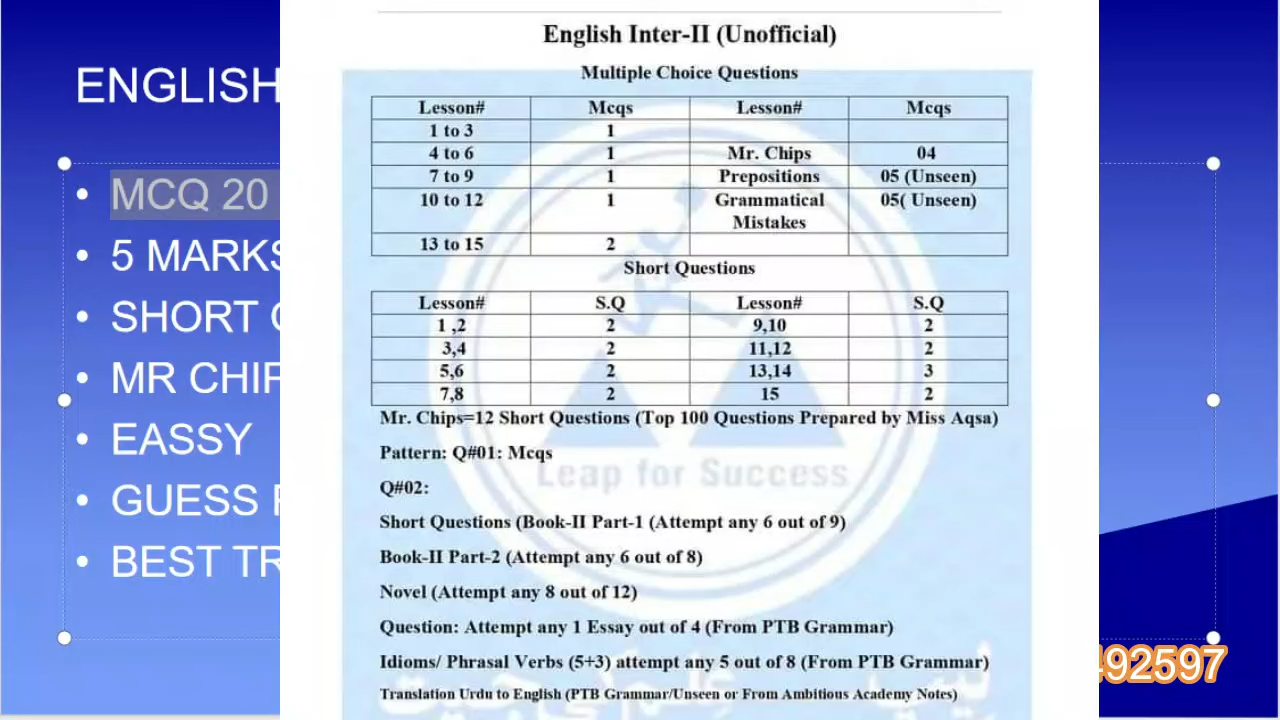 English Inter-II (Unofficial)
Multiple Choice Questions
Lesson# Mcqs Lesson# Mcqs
1 to 3 1
4 to 6 1 Mr. Chips 04
7 to 9 1 Prepositions 05 (Unseen)
10 to 12 1 Grammatical Mistakes 05( Unseen)
13 to 15 2
Short Questions
Lesson# S.Q Lesson# S.Q
1 ,2 2 9,10 2
3,4 2 11,12 2
5,6 2 13,14 3
7,8 2 15 2
Mr. Chips=12 Short Questions (Top 100 Questions Prepared by Miss Aqsa)
Pattern: Q#01: Mcqs
Leap for Success
Q#02:
Short Questions (Book-II Part-1 (Attempt any 6 out of 9)
Book-II Part-2 (Attempt any 6 out of 8)
Novel (Attempt any 8 out of 12)
Question: Attempt any 1 Essay out of 4 (From PTB Grammar)
Idioms/ Phrasal Verbs (5+3) attempt any 5 out of 8 (From PTB Grammar)
Translation Urdu to English (PTB Grammar/Unseen or From Ambitious Academy Notes)
ENGLISH
• MCQ 20
• 5 MARKS
• SHORT
• MR CHIP
• EASSY
• GUESS
• BEST TR
492597